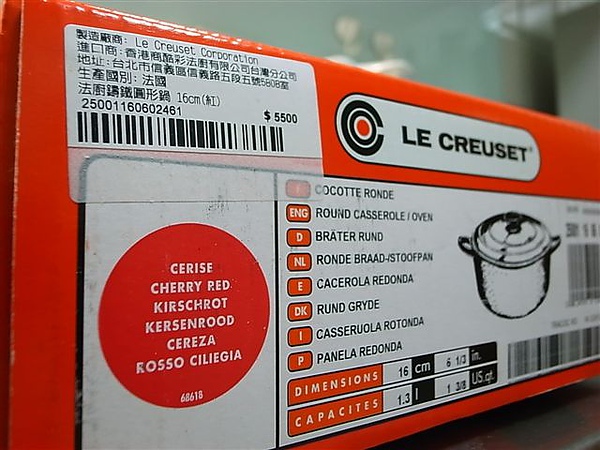 製造廠商: Le Creuset Corporation
進口商:香港商酷彩法廚有限公司台灣分公司
地址:台北市信義區信義路五段五號5B08室
生產國別: 法國
法廚鑄鐵圓形鍋 16cm(紅)
25001160602461
$ 5500
LE CREUSET
CERISE
CHERRY RED
KIRSCHROT
KERSENROOD
CEREZA
ROSSO CILIEGIA
68618
COCOTTE RONDE
ENG ROUND CASSEROLE / OVEN
D BRÄTER RUND
NL RONDE BRAAD-/STOOFPAN
E CACEROLA REDONDA
DK RUND GRYDE
I CASSERUOLA ROTONDA
P PANELA REDONDA
DIMENSIONS 16 cm 6 1/3 in.
CAPACITES 1.3 l 1 3/8 US.qt.